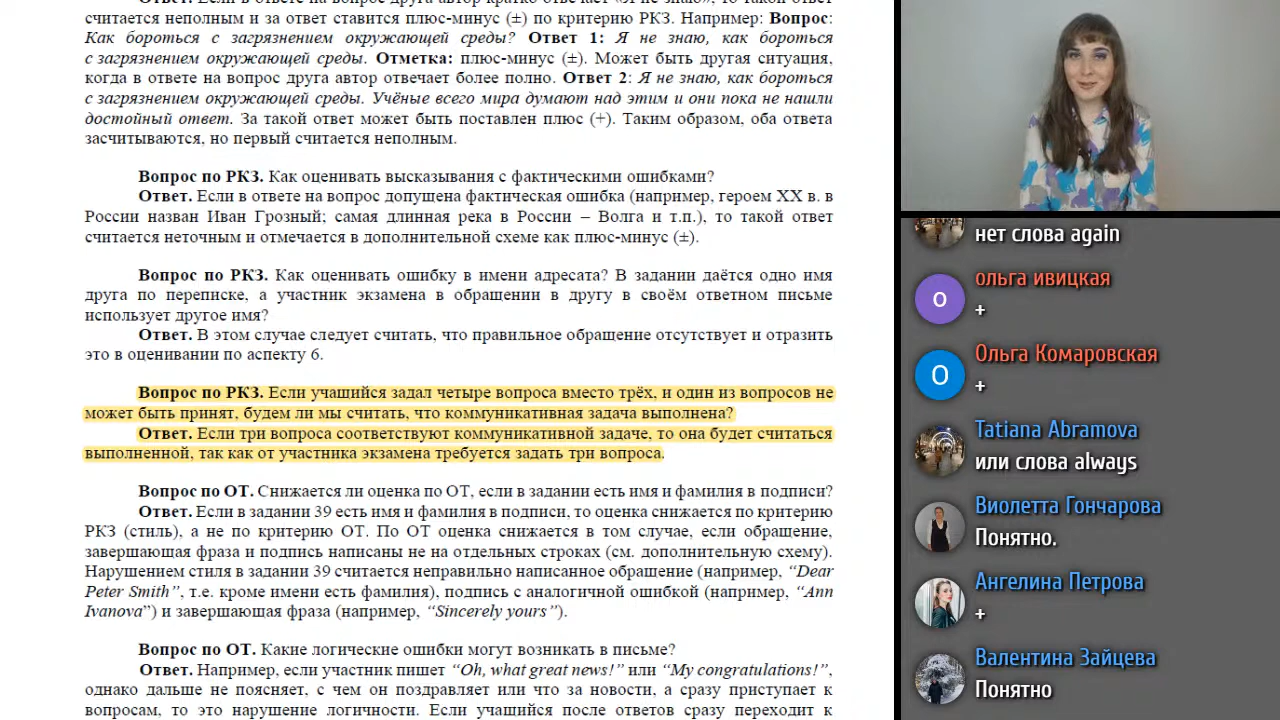 считается неполным и за ответ ставится плюс-минус (±) по критерию РКЗ. Например: Вопрос:
Как бороться с загрязнением окружающей среды? Ответ 1: Я не знаю, как бороться
с загрязнением окружающей среды. Отметка: плюс-минус (±). Может быть другая ситуация,
когда в ответе на вопрос друга автор отвечает более полно. Ответ 2: Я не знаю, как бороться
с загрязнением окружающей среды. Учёные всего мира думают над этим и они пока не нашли
достойный ответ. За такой ответ может быть поставлен плюс (+). Таким образом, оба ответа
засчитываются, но первый считается неполным.
Вопрос по РКЗ. Как оценивать высказывания с фактическими ошибками?
Ответ. Если в ответе на вопрос допущена фактическая ошибка (например, героем XX в. в
России назван Иван Грозный; самая длинная река в России – Волга и т.п.), то такой ответ
считается неточным и отмечается в дополнительной схеме как плюс-минус (±).
Вопрос по РКЗ. Как оценивать ошибку в имени адресата? В задании даётся одно имя
друга по переписке, а участник экзамена в обращении к другу в своём ответном письме
использует другое имя?
Ответ. В этом случае следует считать, что правильное обращение отсутствует и отразить
это в оценивании по аспекту 6.
Вопрос по РКЗ. Если учащийся задал четыре вопроса вместо трёх, и один из вопросов не
может быть принят, будем ли мы считать, что коммуникативная задача выполнена?
Ответ. Если три вопроса соответствуют коммуникативной задаче, то она будет считаться
выполненной, так как от участника экзамена требуется задать три вопроса.
Вопрос по ОТ. Снижается ли оценка по ОТ, если в задании есть имя и фамилия в подписи?
Ответ. Если в задании 39 есть имя и фамилия в подписи, то оценка снижается по критерию
РКЗ (стиль), а не по критерию ОТ. По ОТ оценка снижается в том случае, если обращение,
завершающая фраза и подпись написаны не на отдельных строках (см. дополнительную схему).
Нарушением стиля в задании 39 считается неправильно написанное обращение (например, “Dear
Peter Smith”, т.е. кроме имени есть фамилия), подпись с аналогичной ошибкой (например, “Ann
Ivanova”) и завершающая фраза (например, “Sincerely yours”).
Вопрос по ОТ. Какие логические ошибки могут возникать в письме?
Ответ. Например, если участник пишет “Oh, what great news!” или “My congratulations!”,
однако дальше не поясняет, с чем он поздравляет или что за новости, а сразу приступает к
вопросам, то это нарушение логичности. Если учащийся после ответов сразу переходит к
нет слова again
ольга ивицкая
о
+
Ольга Комаровская
О
+
Tatiana Abramova
или слова always
Виолетта Гончарова
Понятно.
Ангелина Петрова
+
Валентина Зайцева
Понятно